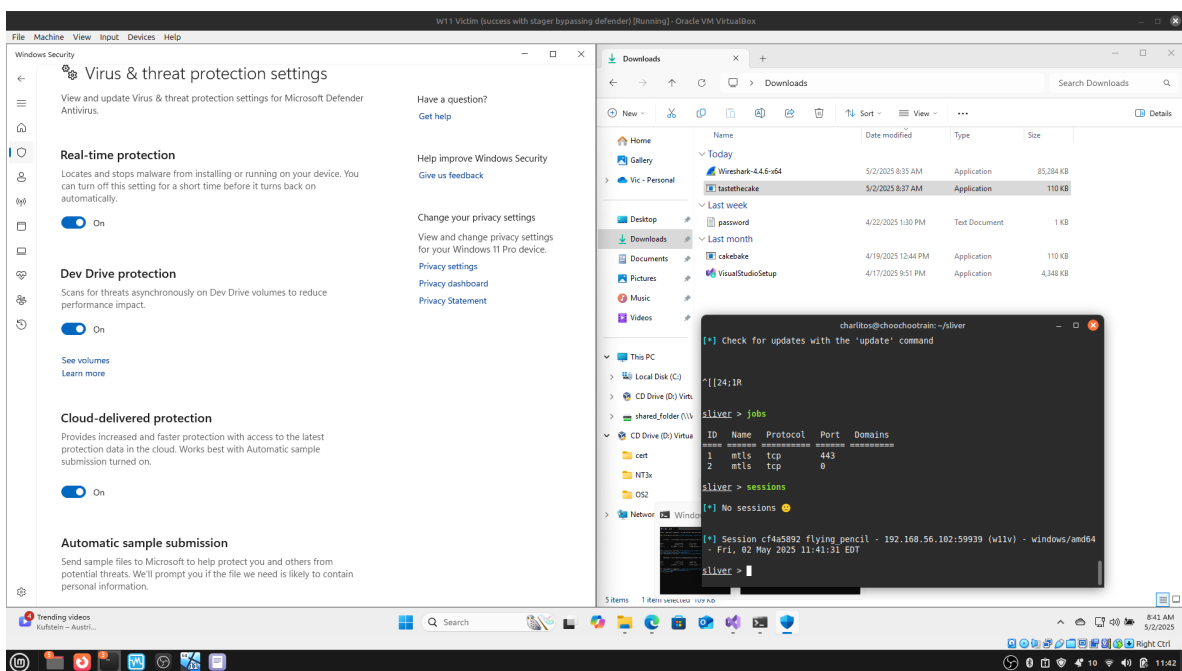 W11 Victim (success with stager bypassing defender) [Running] - Oracle VM VirtualBox
File Machine View Input Devices Help
Windows Security
Virus & threat protection settings
View and update Virus & threat protection settings for Microsoft Defender
Antivirus.
Real-time protection
Locates and stops malware from installing or running on your device. You
can turn off this setting for a short time before it turns back on
automatically.
On
Dev Drive protection
Scans for threats asynchronously on Dev Drive volumes to reduce
performance impact.
On
See volumes
Learn more
Cloud-delivered protection
Provides increased and faster protection with access to the latest
protection data in the cloud. Works best with Automatic sample
submission turned on.
On
Automatic sample submission
Send sample files to Microsoft to help protect you and others from
potential threats. We'll prompt you if the file we need is likely to contain
personal information.
Have a question?
Get help
Help improve Windows Security
Give us feedback
Change your privacy settings
View and change privacy settings
for your Windows 11 Pro device.
Privacy settings
Privacy dashboard
Privacy Statement
Downloads
Downloads
Search Downloads
New Sort View Details
Home
Gallery
Vic - Personal
Desktop
Downloads
Documents
Pictures
Music
Videos
This PC
Local Disk (C:)
CD Drive (D:) Virtu
shared_folder (\\V
CD Drive (D:) Virtua
cert
NT3x
OS2
Networ
Windo
Name Date modified Type Size
Today
Wireshark-4.4.6-x64 5/2/2025 8:35 AM Application 85,284 KB
tastethecake 5/2/2025 8:37 AM Application 110 KB
Last week
password 4/22/2025 1:30 PM Text Document 1 KB
Last month
cakebake 4/19/2025 12:44 PM Application 110 KB
VisualStudioSetup 4/17/2025 9:51 PM Application 4,348 KB
charlitos@choochootrain: ~/sliver
[*] Check for updates with the 'update' command
^[[24;1R
sliver > jobs
ID Name Protocol Port Domains
==== ====== ========== ====== =========
1 mtls tcp 443
2 mtls tcp 0
sliver > sessions
[*] No sessions 🙁
[*] Session cf4a5892 flying_pencil - 192.168.56.102:59939 (w11v) - windows/amd64
- Fri, 02 May 2025 11:41:31 EDT
sliver >
5 items 1 item selected 109 KB
4
Trending videos
Kufstein – Austri...
Search
8:41 AM
5/2/2025
Right Ctrl
10
11:42